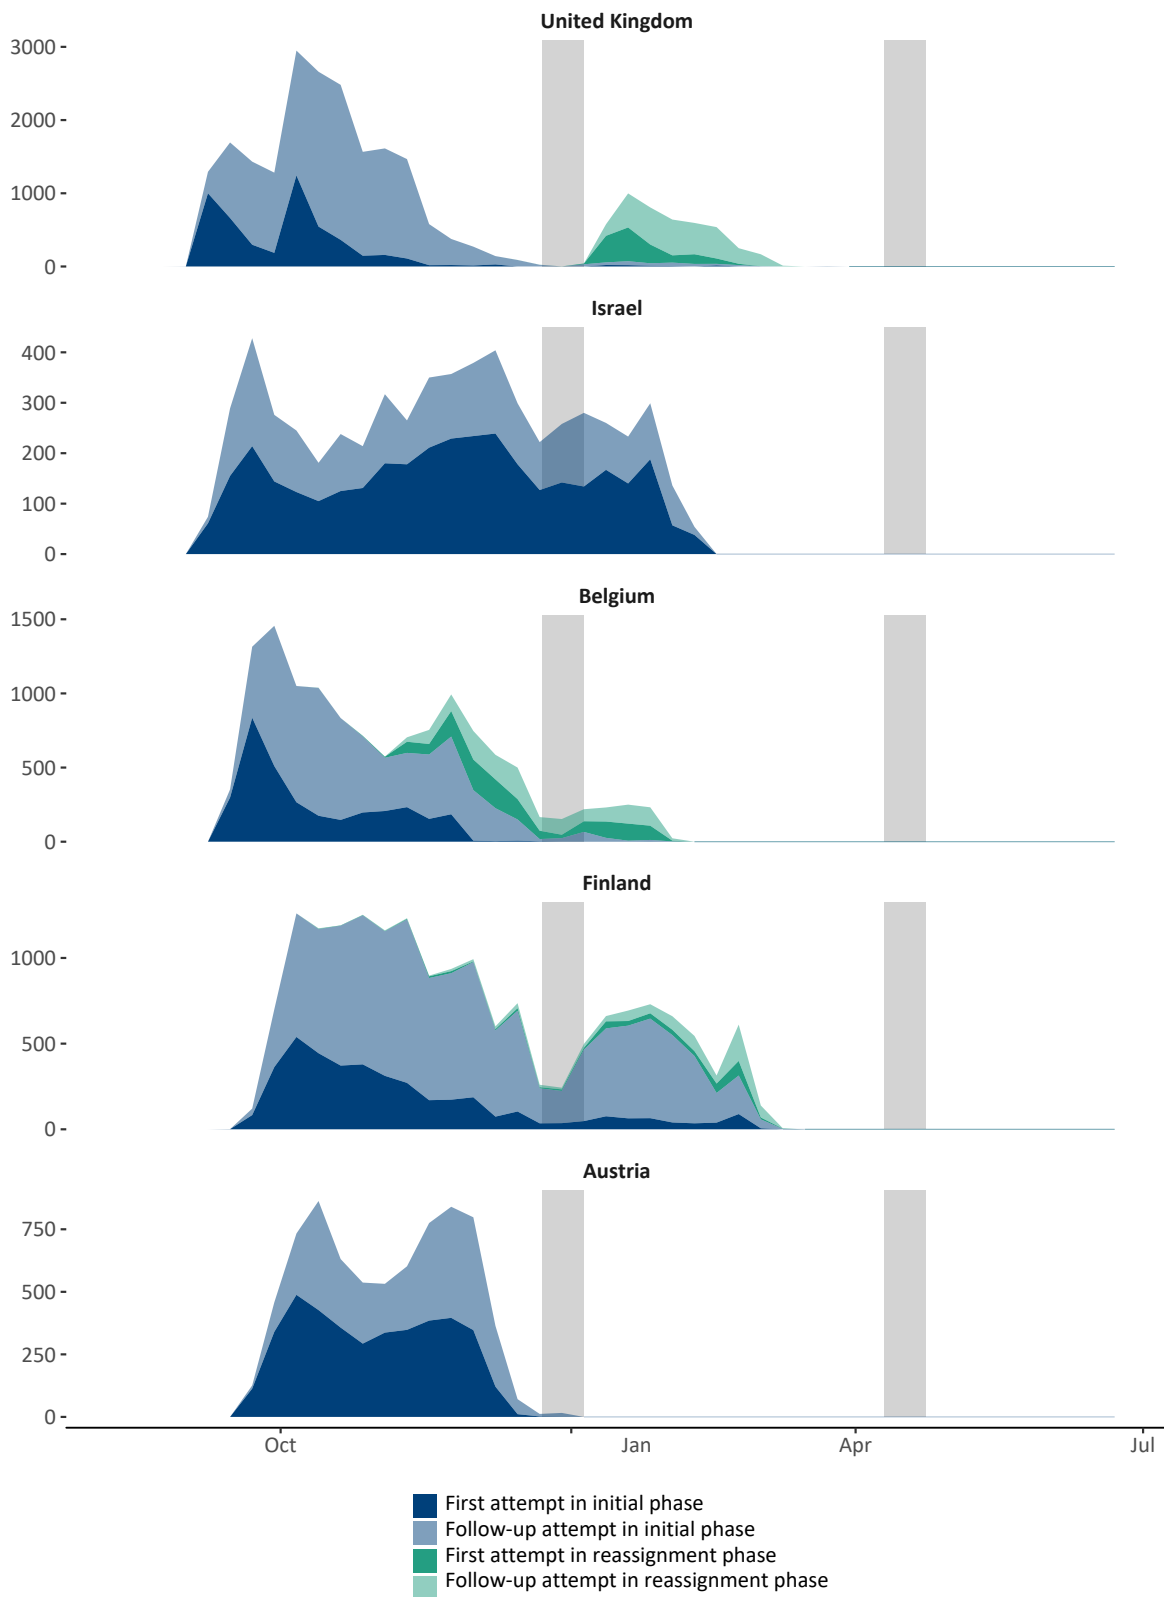 United Kingdom
3000
2000
1000
0
Israel
400
300
200
100
0
Belgium
1500
1000
500
0
Finland
1000
500
0
Austria
750
500
250
0
Oct Jan Apr Jul
First attempt in initial phase
Follow-up attempt in initial phase
First attempt in reassignment phase
Follow-up attempt in reassignment phase